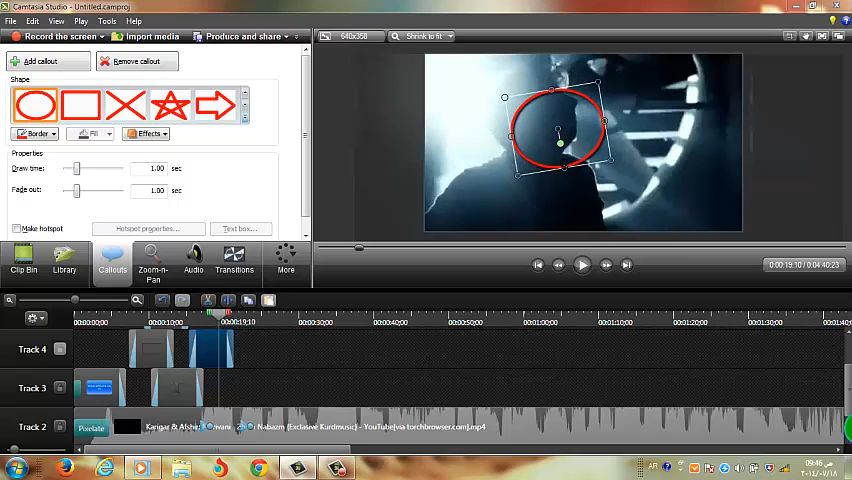 Camtasia Studio - Untitled.camproj
File Edit View Play Tools Help
Record the screen Import media Produce and share
640x358 Shrink to fit
Add callout Remove callout
Shape
Border Fill Effects
Properties
Draw time: 1.00 sec
Fade out: 1.00 sec
Make hotspot Hotspot properties... Text box...
Clip Bin Library Callouts Zoom-n-Pan Audio Transitions More
0:00:19;10 / 0:04:40;23
00:00:00;00 00:00:10;00 00:00:19;10 00:00:30;00 00:00:40;00 00:00:50;00 00:01:00;00 00:01:10;00 00:01:20;00 00:01:30;00
Track 4
Track 3
Track 2
Pixelate
Nabazm (Exclasive Kurdmusic) - YouTube[via torchbrowser.com].mp4
AR
09:46 ص
٢٠١٤/٠٧/١٨